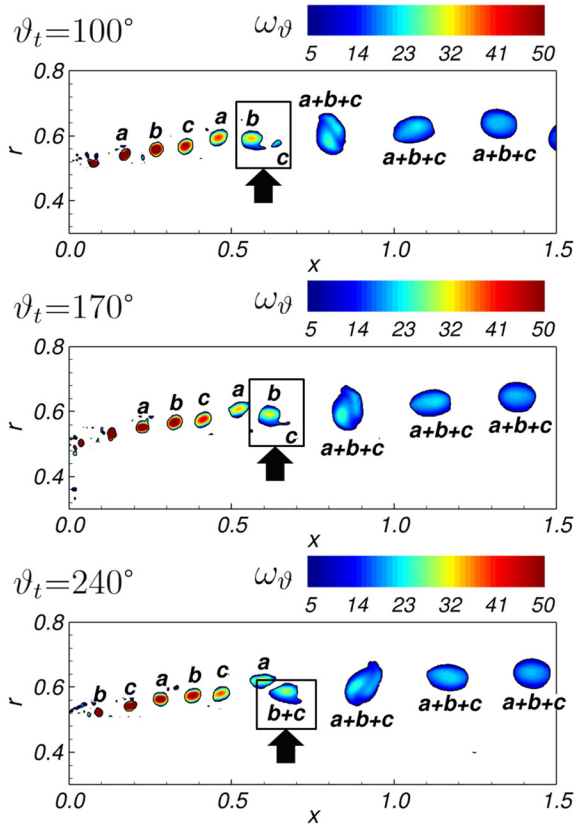 ϑt=100° ωϑ
5 14 23 32 41 50
0.8
a+b+c
a b c a b
r 0.6
c a+b+c a+b+c
0.4
0.0 0.5 1.0 1.5
x
ϑt=170° ωϑ
5 14 23 32 41 50
0.8
a b c a b
r 0.6
c a+b+c a+b+c a+b+c
0.4
0.0 0.5 1.0 1.5
x
ϑt=240° ωϑ
5 14 23 32 41 50
0.8
b c a b c a
r 0.6
b+c a+b+c a+b+c a+b+c
0.4
0.0 0.5 1.0 1.5
x